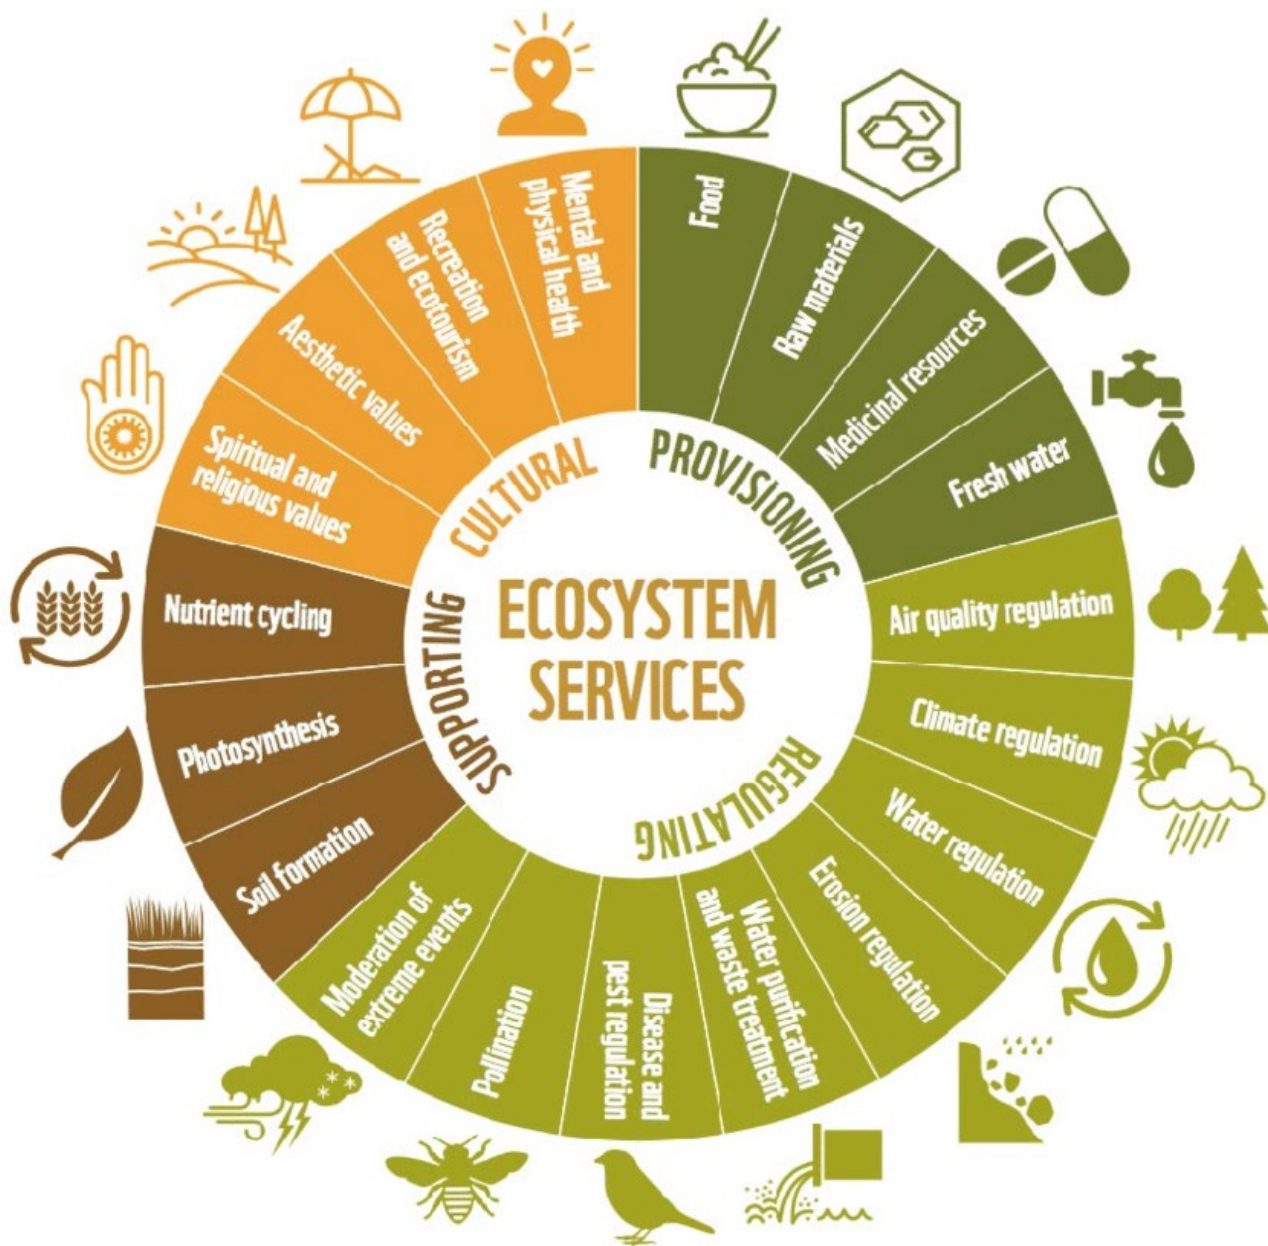 ECOSYSTEM
SERVICES
PROVISIONING
Food
Raw materials
Medicinal resources
Fresh water
REGULATING
Air quality regulation
Climate regulation
Water regulation
Erosion regulation
Water purification
and waste treatment
Disease and
pest regulation
Pollination
Moderation of
extreme events
SUPPORTING
Soil formation
Photosynthesis
Nutrient cycling
CULTURAL
Spiritual and
religious values
Aesthetic values
Recreation
and ecotourism
Mental and
physical health